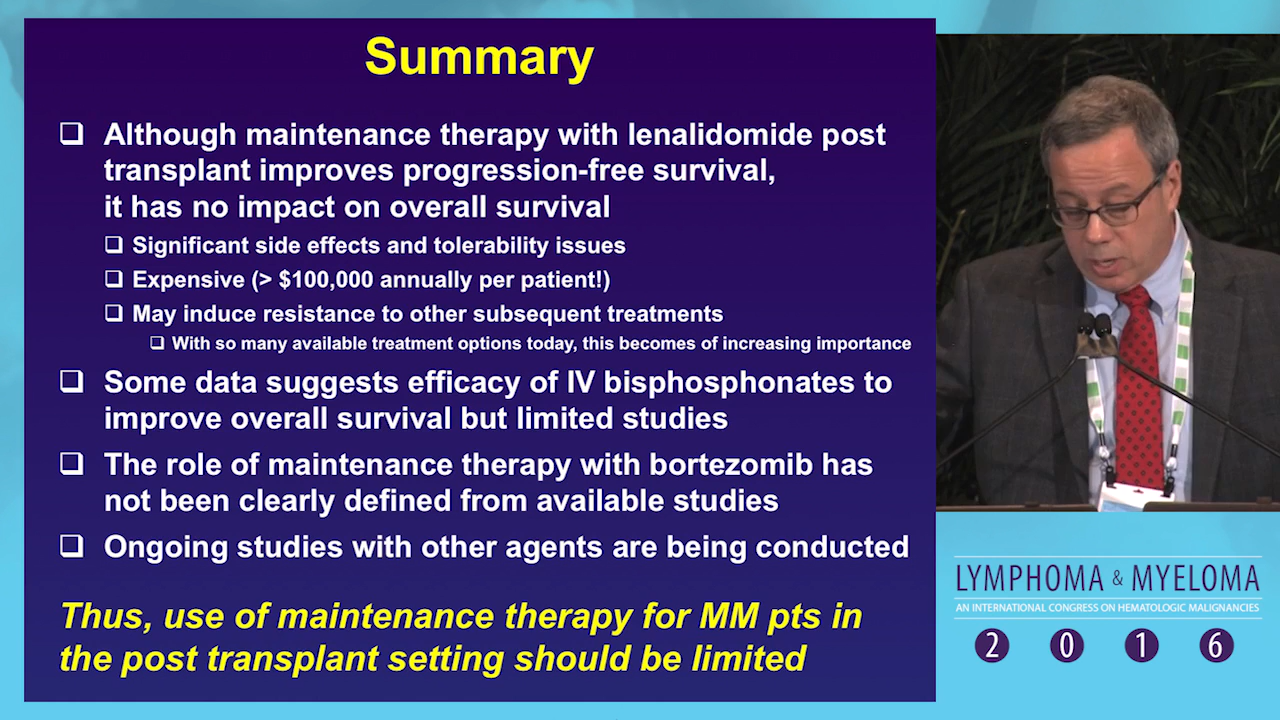 Summary
❑ Although maintenance therapy with lenalidomide post
transplant improves progression-free survival,
it has no impact on overall survival
❑ Significant side effects and tolerability issues
❑ Expensive (> $100,000 annually per patient!)
❑ May induce resistance to other subsequent treatments
❑ With so many available treatment options today, this becomes of increasing importance
❑ Some data suggests efficacy of IV bisphosphonates to
improve overall survival but limited studies
❑ The role of maintenance therapy with bortezomib has
not been clearly defined from available studies
❑ Ongoing studies with other agents are being conducted
Thus, use of maintenance therapy for MM pts in
the post transplant setting should be limited
LYMPHOMA & MYELOMA
AN INTERNATIONAL CONGRESS ON HEMATOLOGIC MALIGNANCIES
2 0 1 6